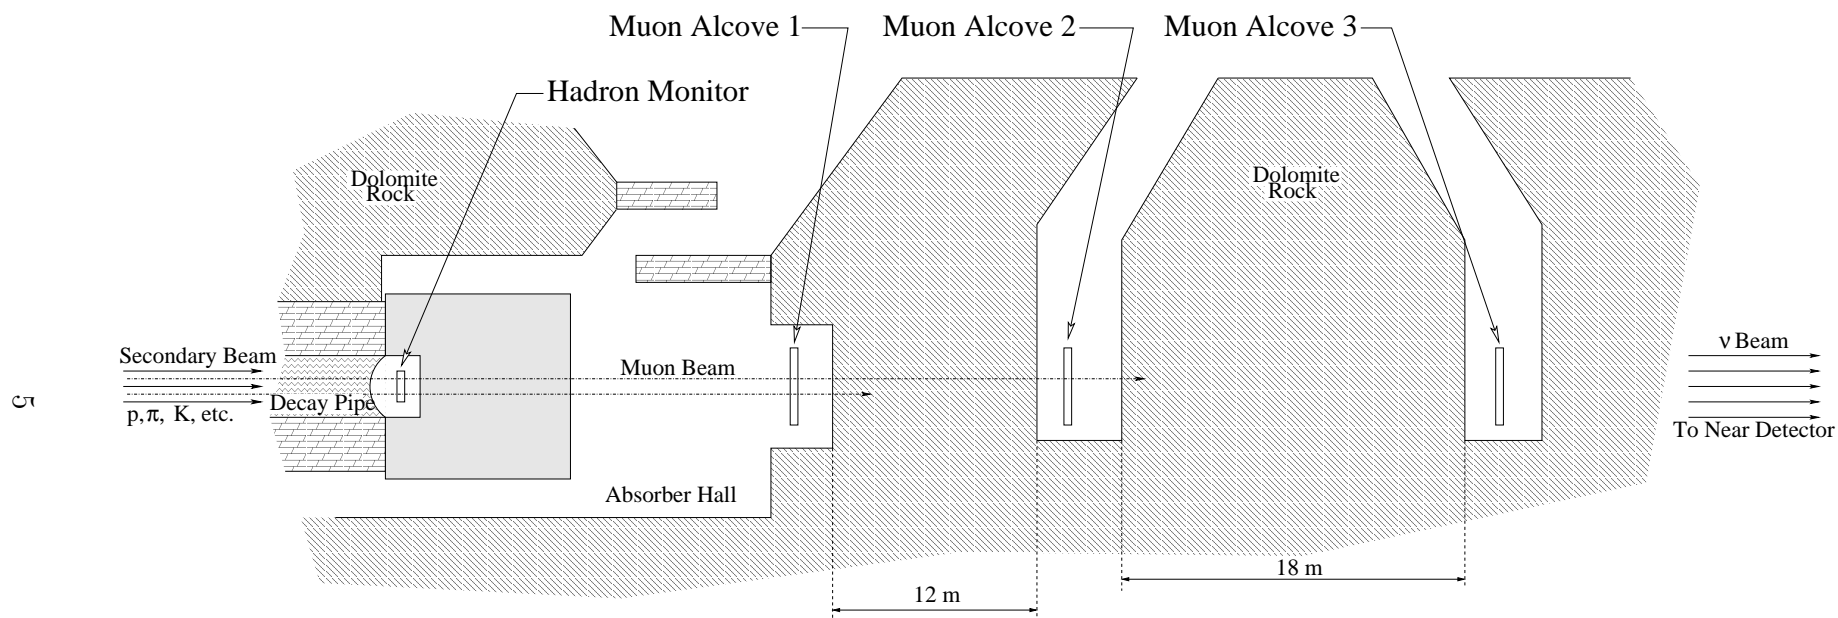 Muon Alcove 1
Muon Alcove 2
Muon Alcove 3
Hadron Monitor
Dolomite
Rock
Dolomite
Rock
Secondary Beam
p,π, K, etc.
Decay Pipe
Muon Beam
Absorber Hall
ν Beam
To Near Detector
12 m
18 m
5